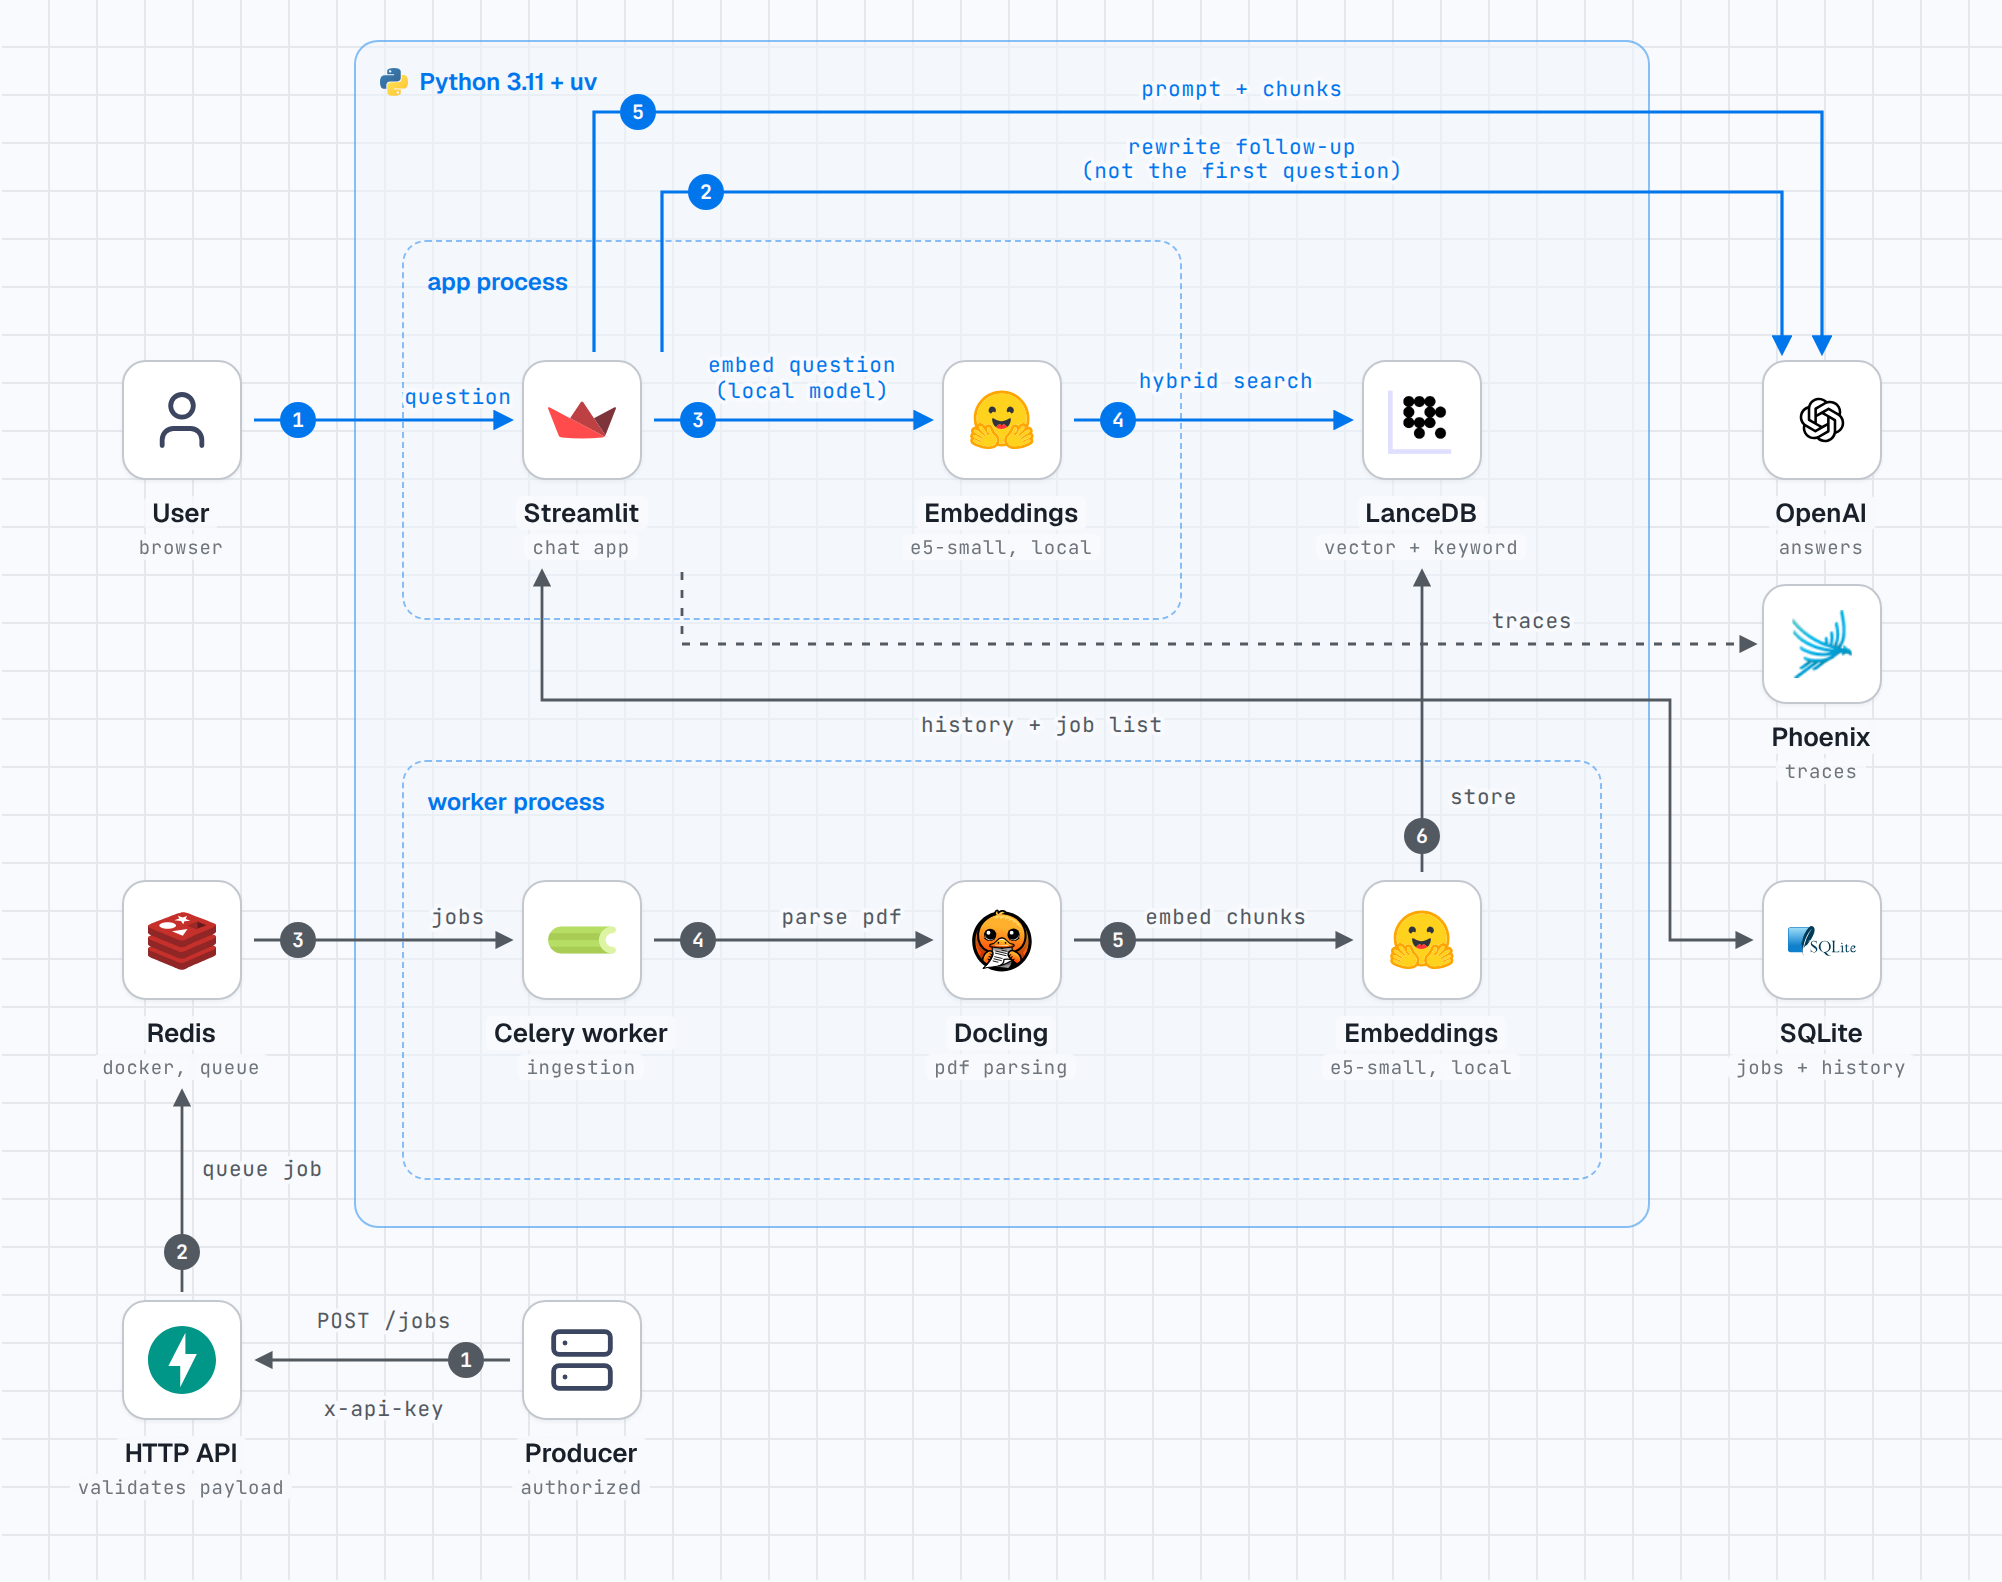 Python 3.11 + uv
5
prompt + chunks
rewrite follow-up
(not the first question)
2
app process
1
question
embed question
(local model)
3
hybrid search
4
User
browser
Streamlit
chat app
Embeddings
e5-small, local
LanceDB
vector + keyword
OpenAI
answers
traces
history + job list
Phoenix
traces
worker process
store
6
3
jobs
4
parse pdf
5
embed chunks
SQLite
Redis
docker, queue
Celery worker
ingestion
Docling
pdf parsing
Embeddings
e5-small, local
SQLite
jobs + history
queue job
2
POST /jobs
1
x-api-key
HTTP API
validates payload
Producer
authorized